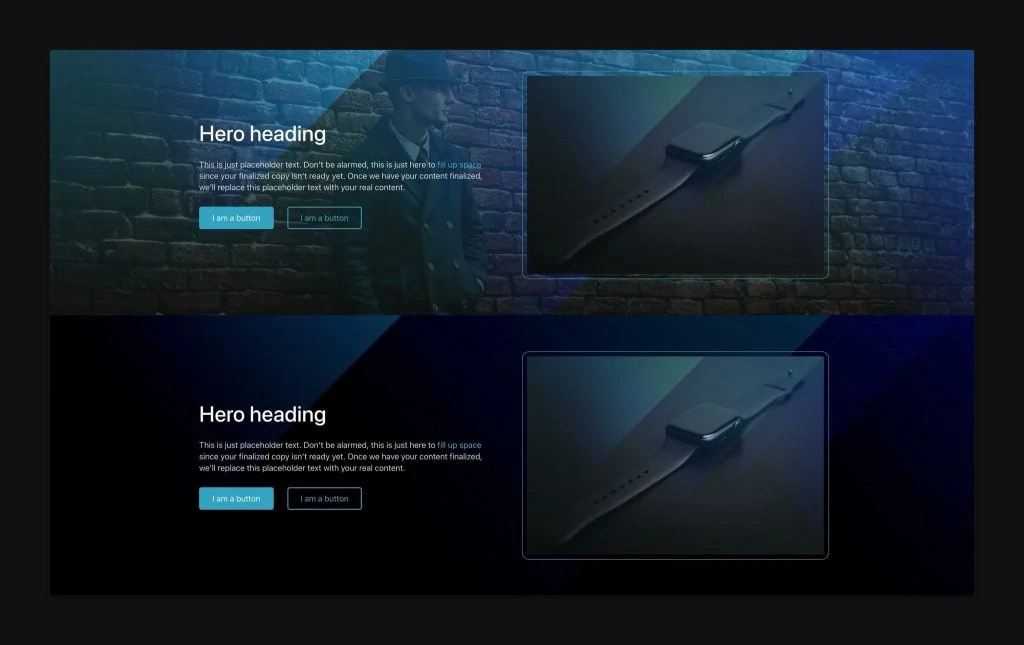 Hero heading
This is just placeholder text. Don't be alarmed, this is just here to fill up space
since your finalized copy isn't ready yet. Once we have your content finalized,
we'll replace this placeholder text with your real content.
I am a button
I am a button
Hero heading
This is just placeholder text. Don't be alarmed, this is just here to fill up space
since your finalized copy isn't ready yet. Once we have your content finalized,
we'll replace this placeholder text with your real content.
I am a button
I am a button